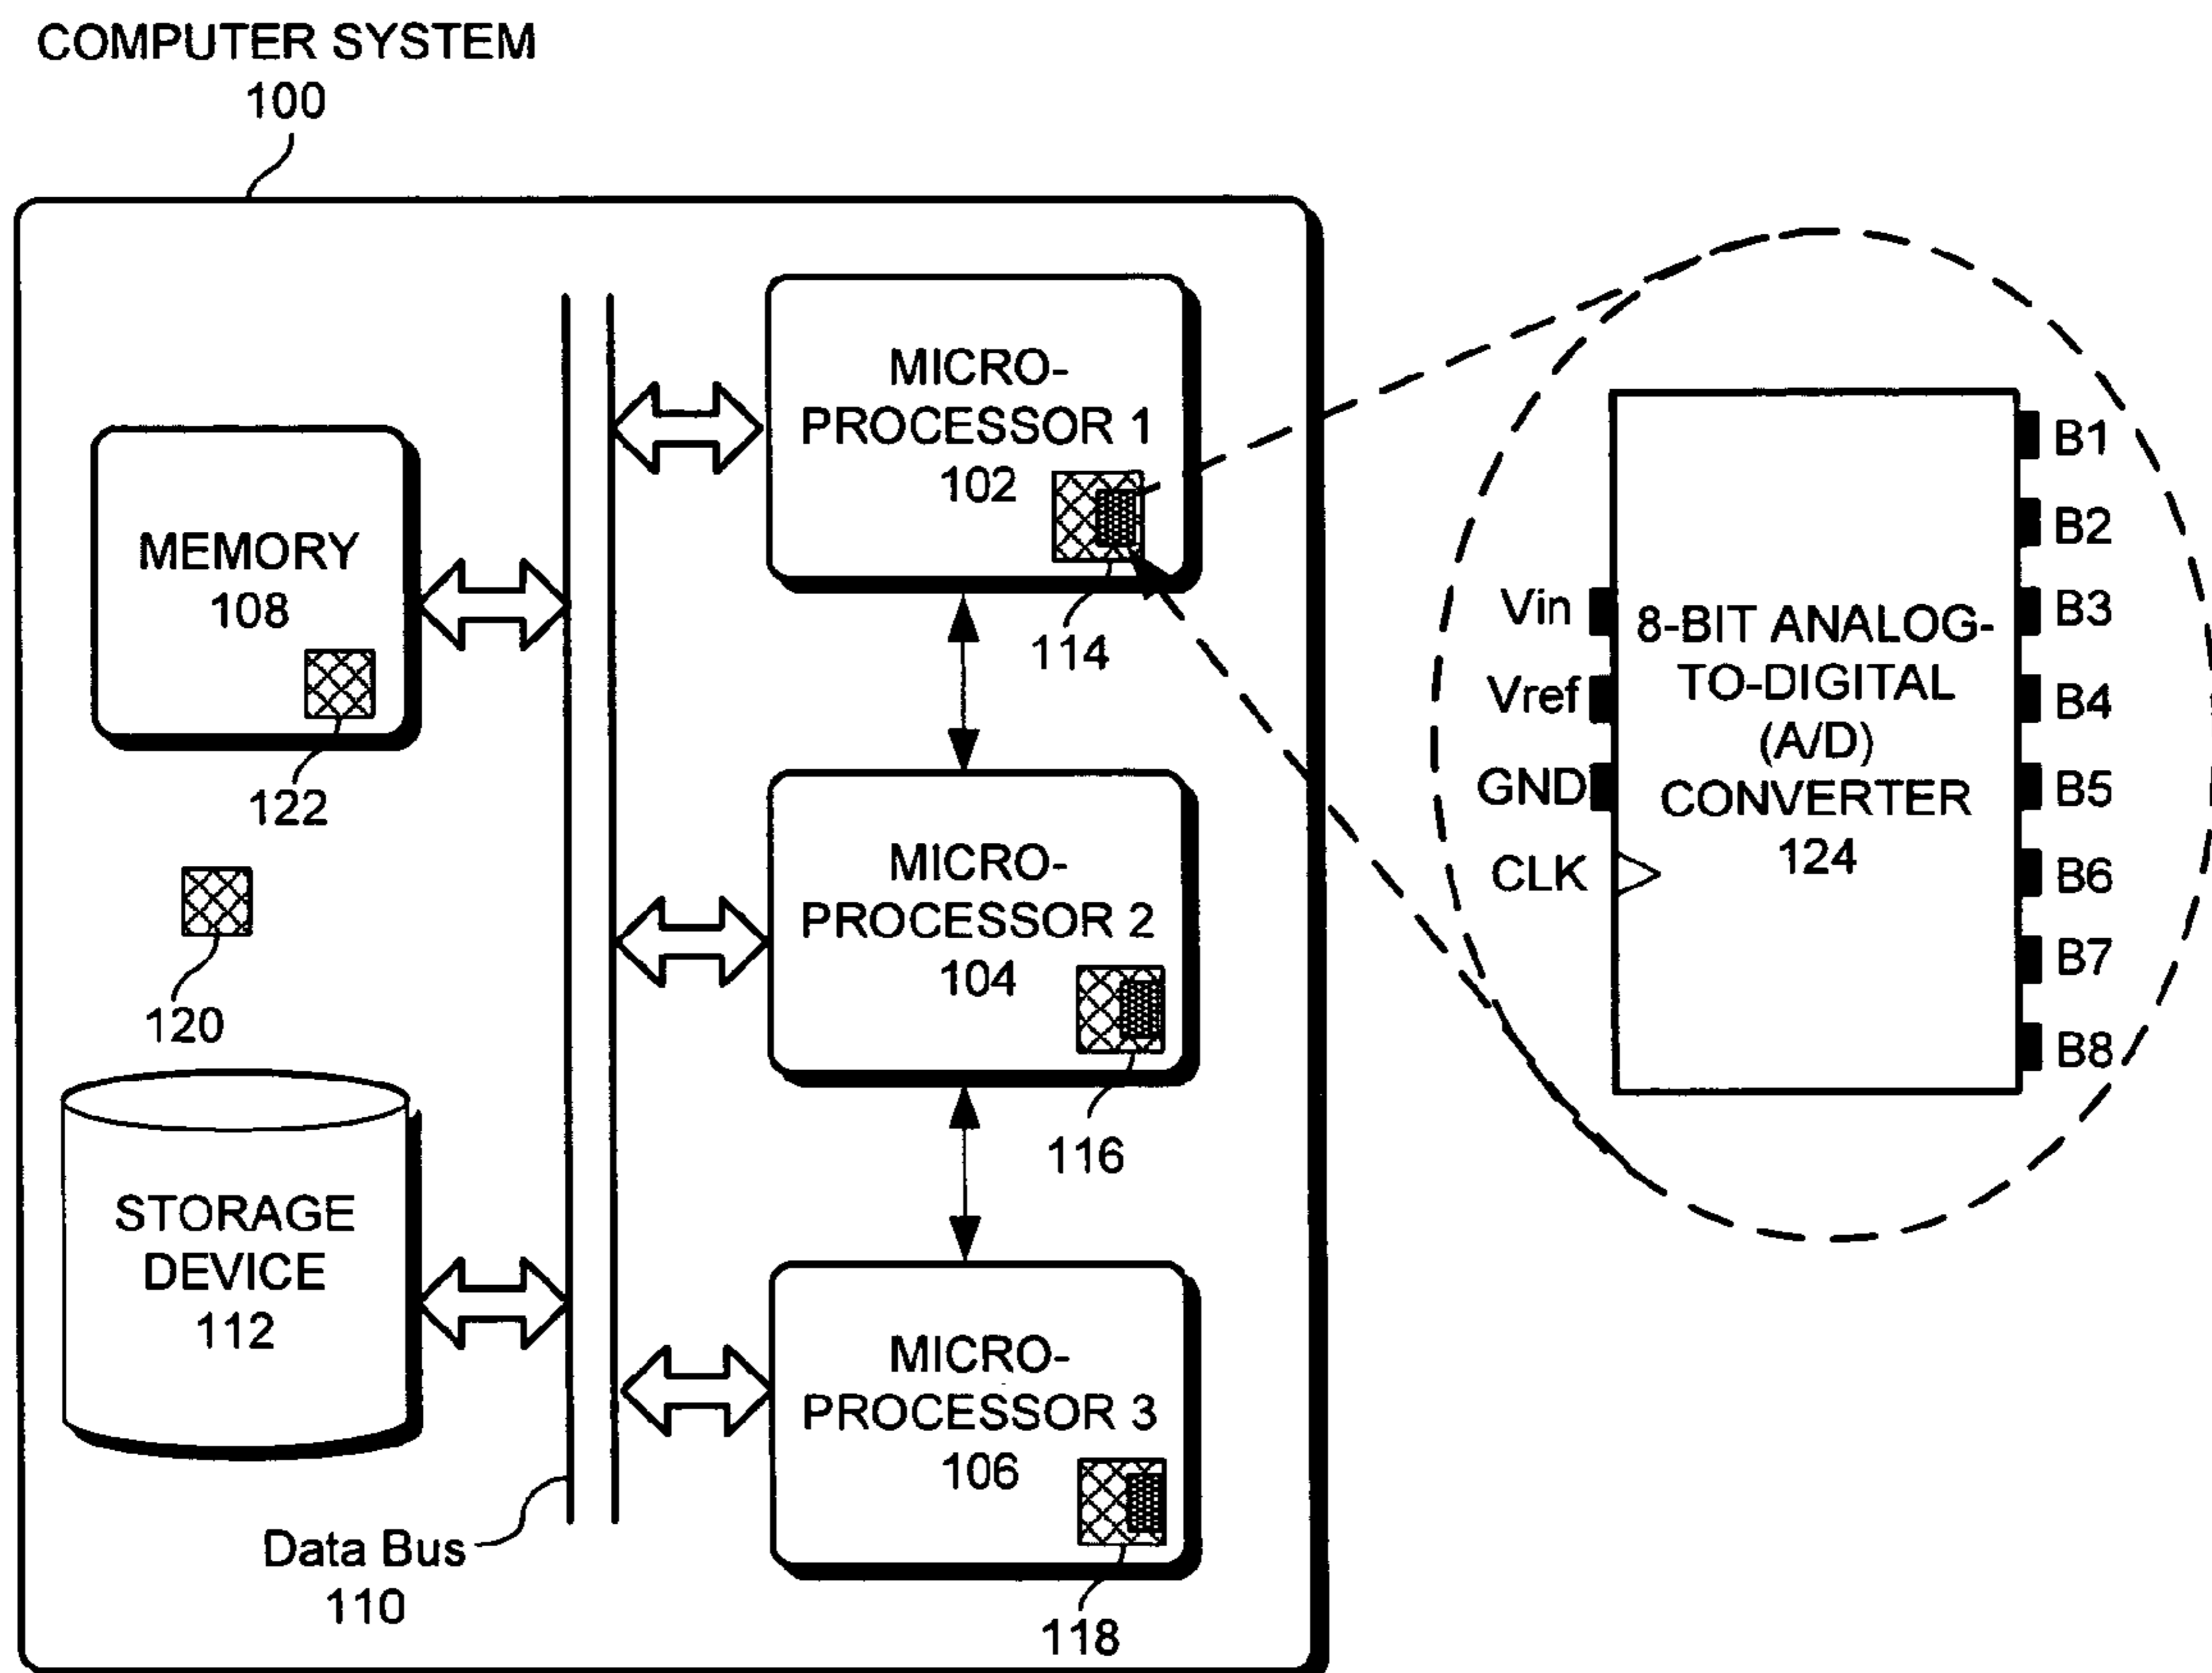 COMPUTER SYSTEM
100
MICRO-
PROCESSOR 1
102
114
MEMORY
108
122
120
MICRO-
PROCESSOR 2
104
116
STORAGE
DEVICE
112
MICRO-
PROCESSOR 3
106
118
Data Bus
110
Vin
Vref
GND
CLK
8-BIT ANALOG-
TO-DIGITAL
(A/D)
CONVERTER
124
B1
B2
B3
B4
B5
B6
B7
B8